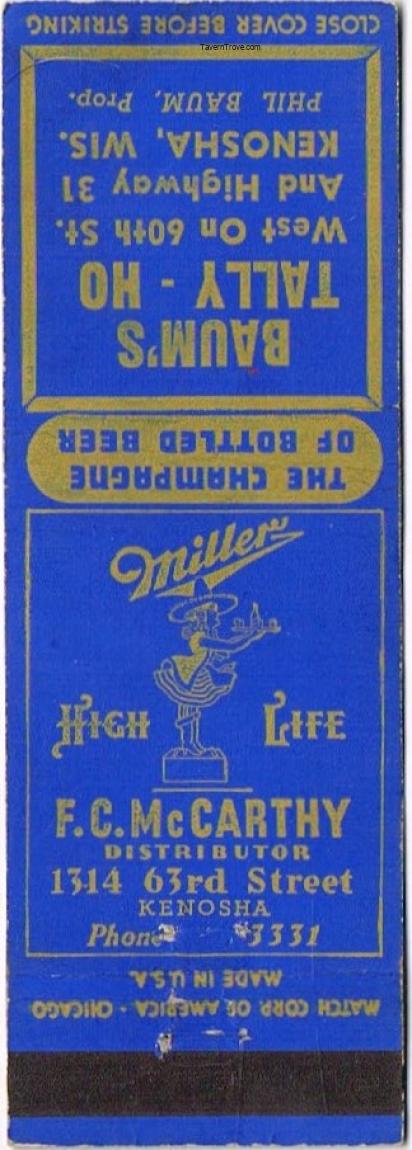 CLOSE COVER BEFORE STRIKING
TavernTrove.com
PHIL BAUM, Prop.
KENOSHA, WIS.
And Highway 31
West On 60th St.
TALLY - HO
BAUM'S
OF BOTTLED BEER
THE CHAMPAGNE
Miller
HIGH LIFE
F.C. McCARTHY
DISTRIBUTOR
1314 63rd Street
KENOSHA
Phone 3331
MADE IN U.S.A.
MATCH CORP. OF AMERICA - CHICAGO